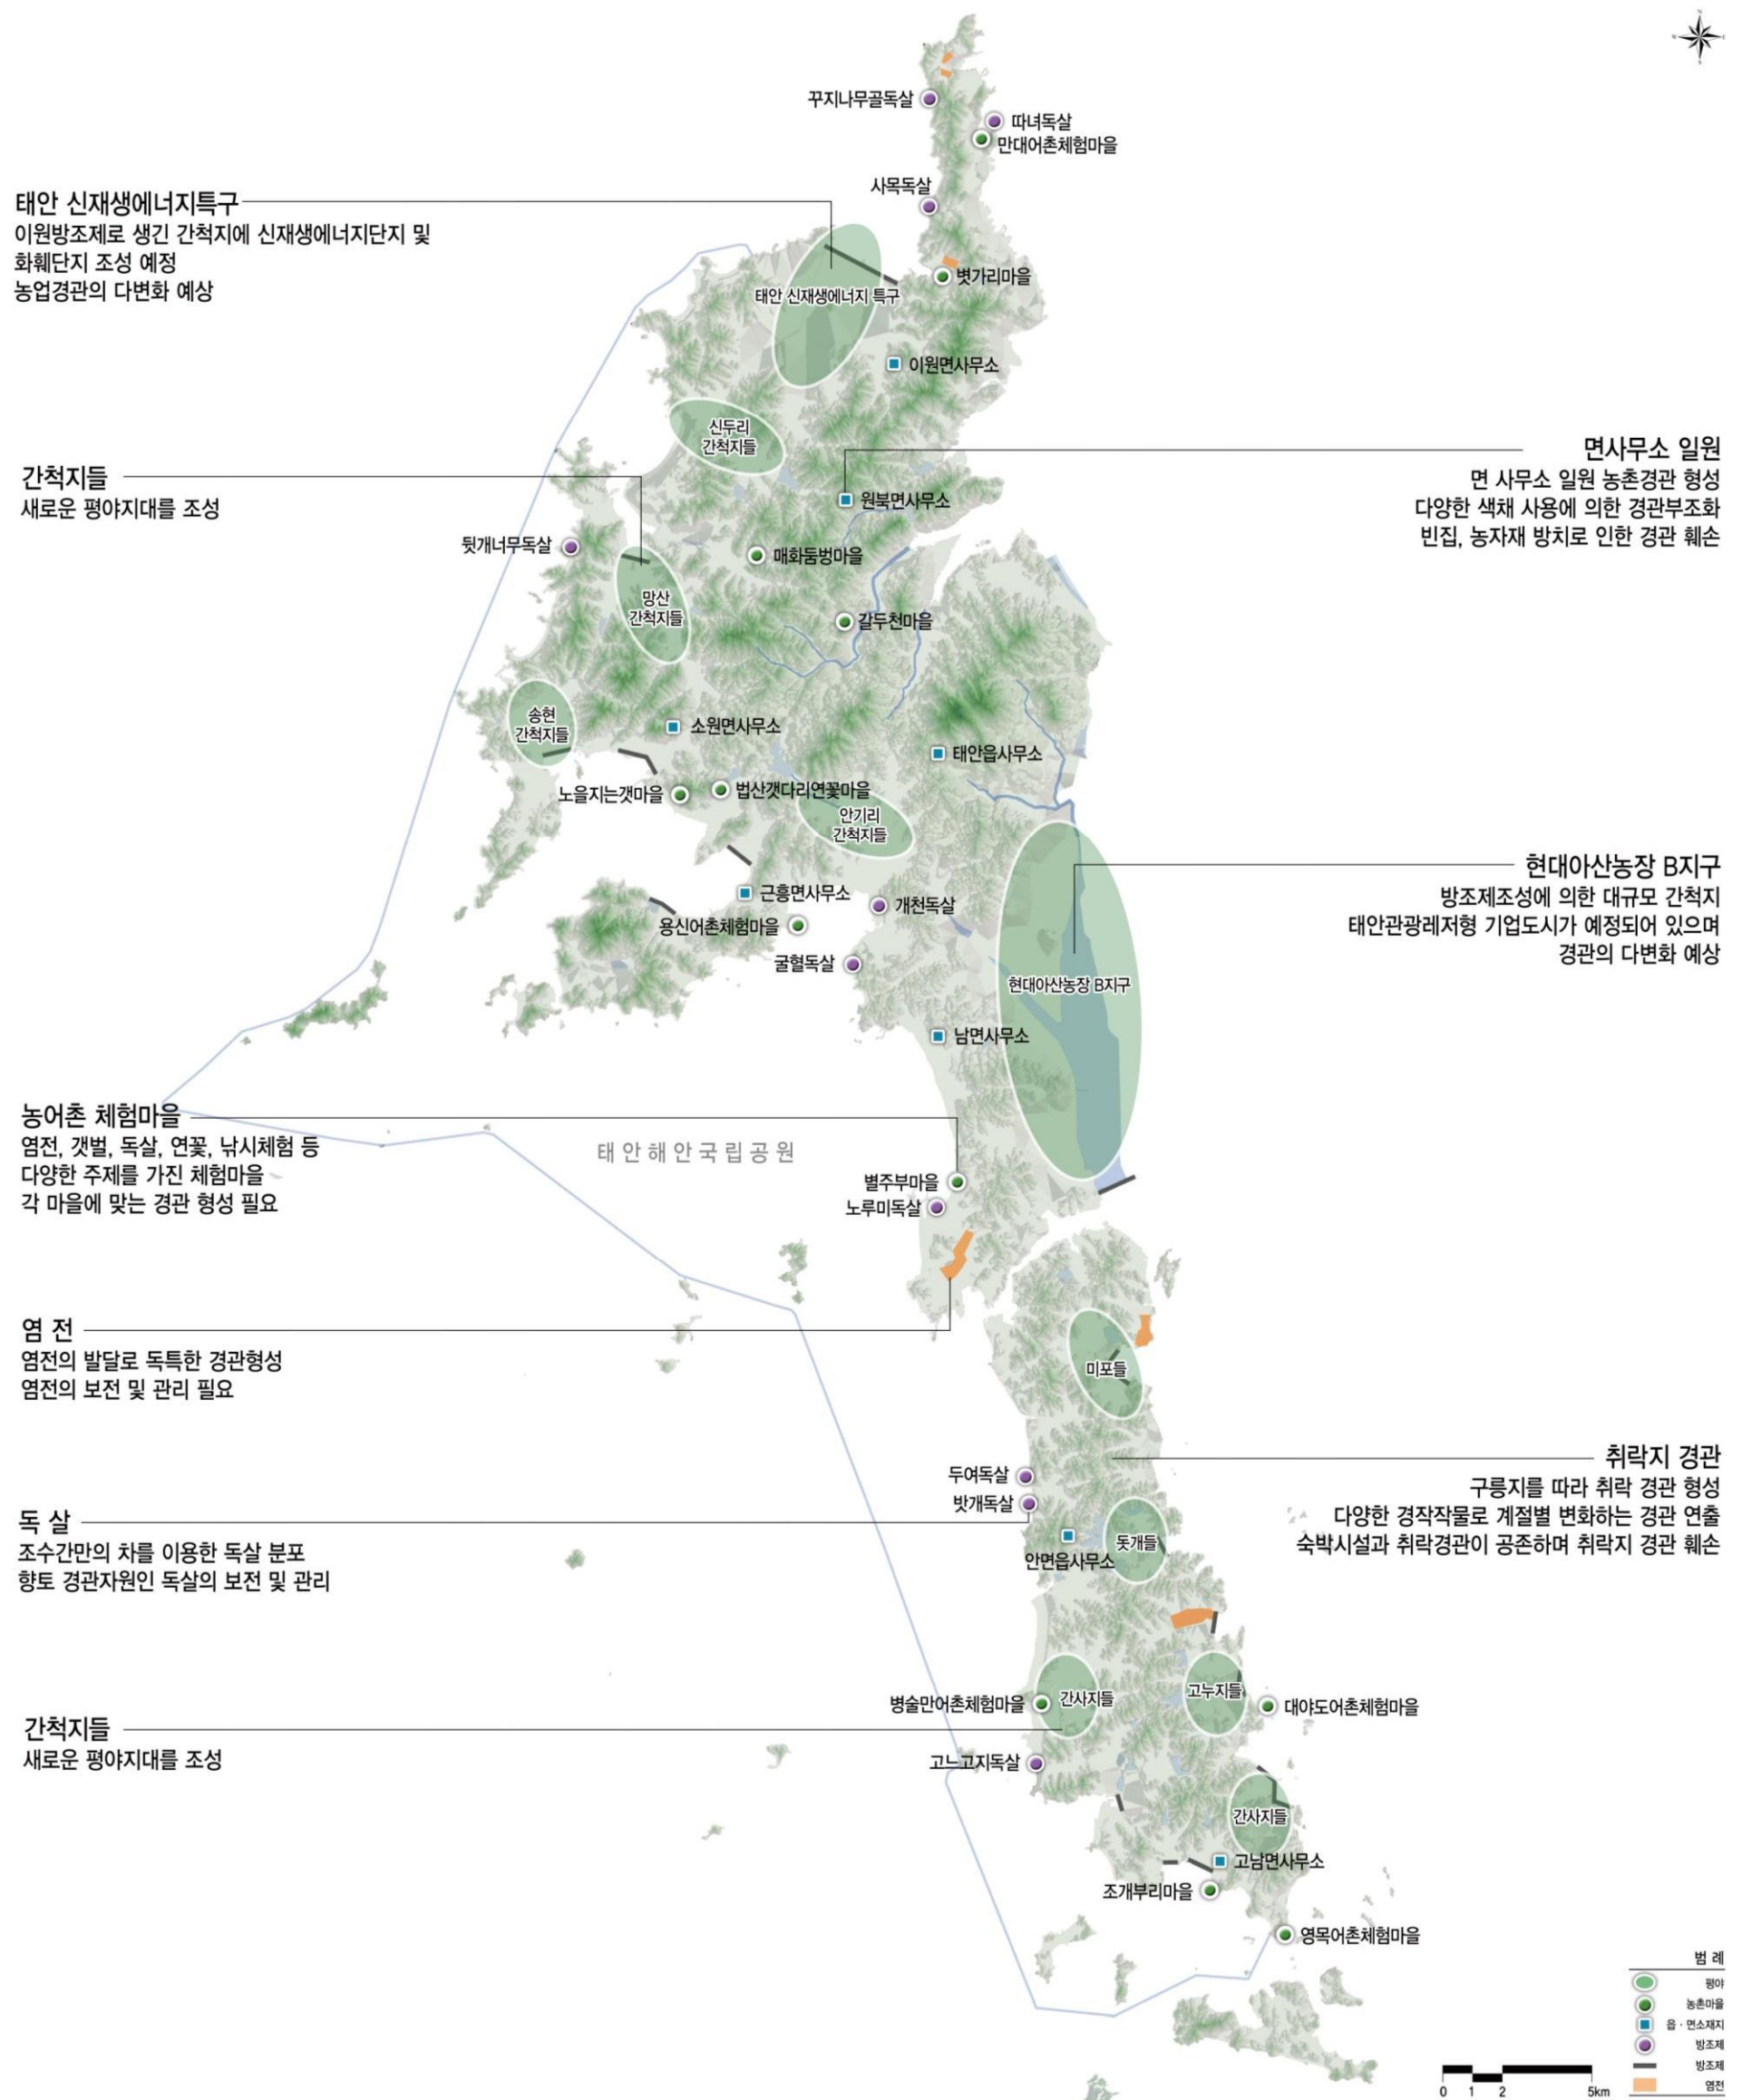 꾸지나무골독살
따녀독살
만대어촌체험마을
사목독살
태안 신재생에너지특구
이원방조제로 생긴 간척지에 신재생에너지단지 및
화훼단지 조성 예정
농업경관의 다변화 예상
볏가리마을
태안 신재생에너지 특구
이원면사무소
신두리
간척지들
면사무소 일원
면 사무소 일원 농촌경관 형성
다양한 색채 사용에 의한 경관부조화
빈집, 농자재 방치로 인한 경관 훼손
간척지들
새로운 평야지대를 조성
원북면사무소
뒷개너무독살
매화둠벙마을
망산
간척지들
갈두천마을
송현
간척지들
소원면사무소
태안읍사무소
노을지는갯마을
법산갯다리연꽃마을
안기리
간척지들
현대아산농장 B지구
방조제조성에 의한 대규모 간척지
태안관광레저형 기업도시가 예정되어 있으며
경관의 다변화 예상
근흥면사무소
개천독살
용신어촌체험마을
굴혈독살
현대아산농장 B지구
남면사무소
농어촌 체험마을
염전, 갯벌, 독살, 연꽃, 낚시체험 등
다양한 주제를 가진 체험마을
각 마을에 맞는 경관 형성 필요
태안해안국립공원
별주부마을
노루미독살
염 전
염전의 발달로 독특한 경관형성
염전의 보전 및 관리 필요
미포들
취락지 경관
구릉지를 따라 취락 경관 형성
다양한 경작작물로 계절별 변화하는 경관 연출
숙박시설과 취락경관이 공존하며 취락지 경관 훼손
두여독살
밧개독살
독 살
조수간만의 차를 이용한 독살 분포
향토 경관자원인 독살의 보전 및 관리
돗개들
안면읍사무소
병술만어촌체험마을
간사지들
고누지들
대야도어촌체험마을
간척지들
새로운 평야지대를 조성
고느고지독살
간사지들
고남면사무소
조개부리마을
영목어촌체험마을
범 례
평야
농촌마을
읍 · 면소재지
방조제
방조제
염전
0 1 2 5km